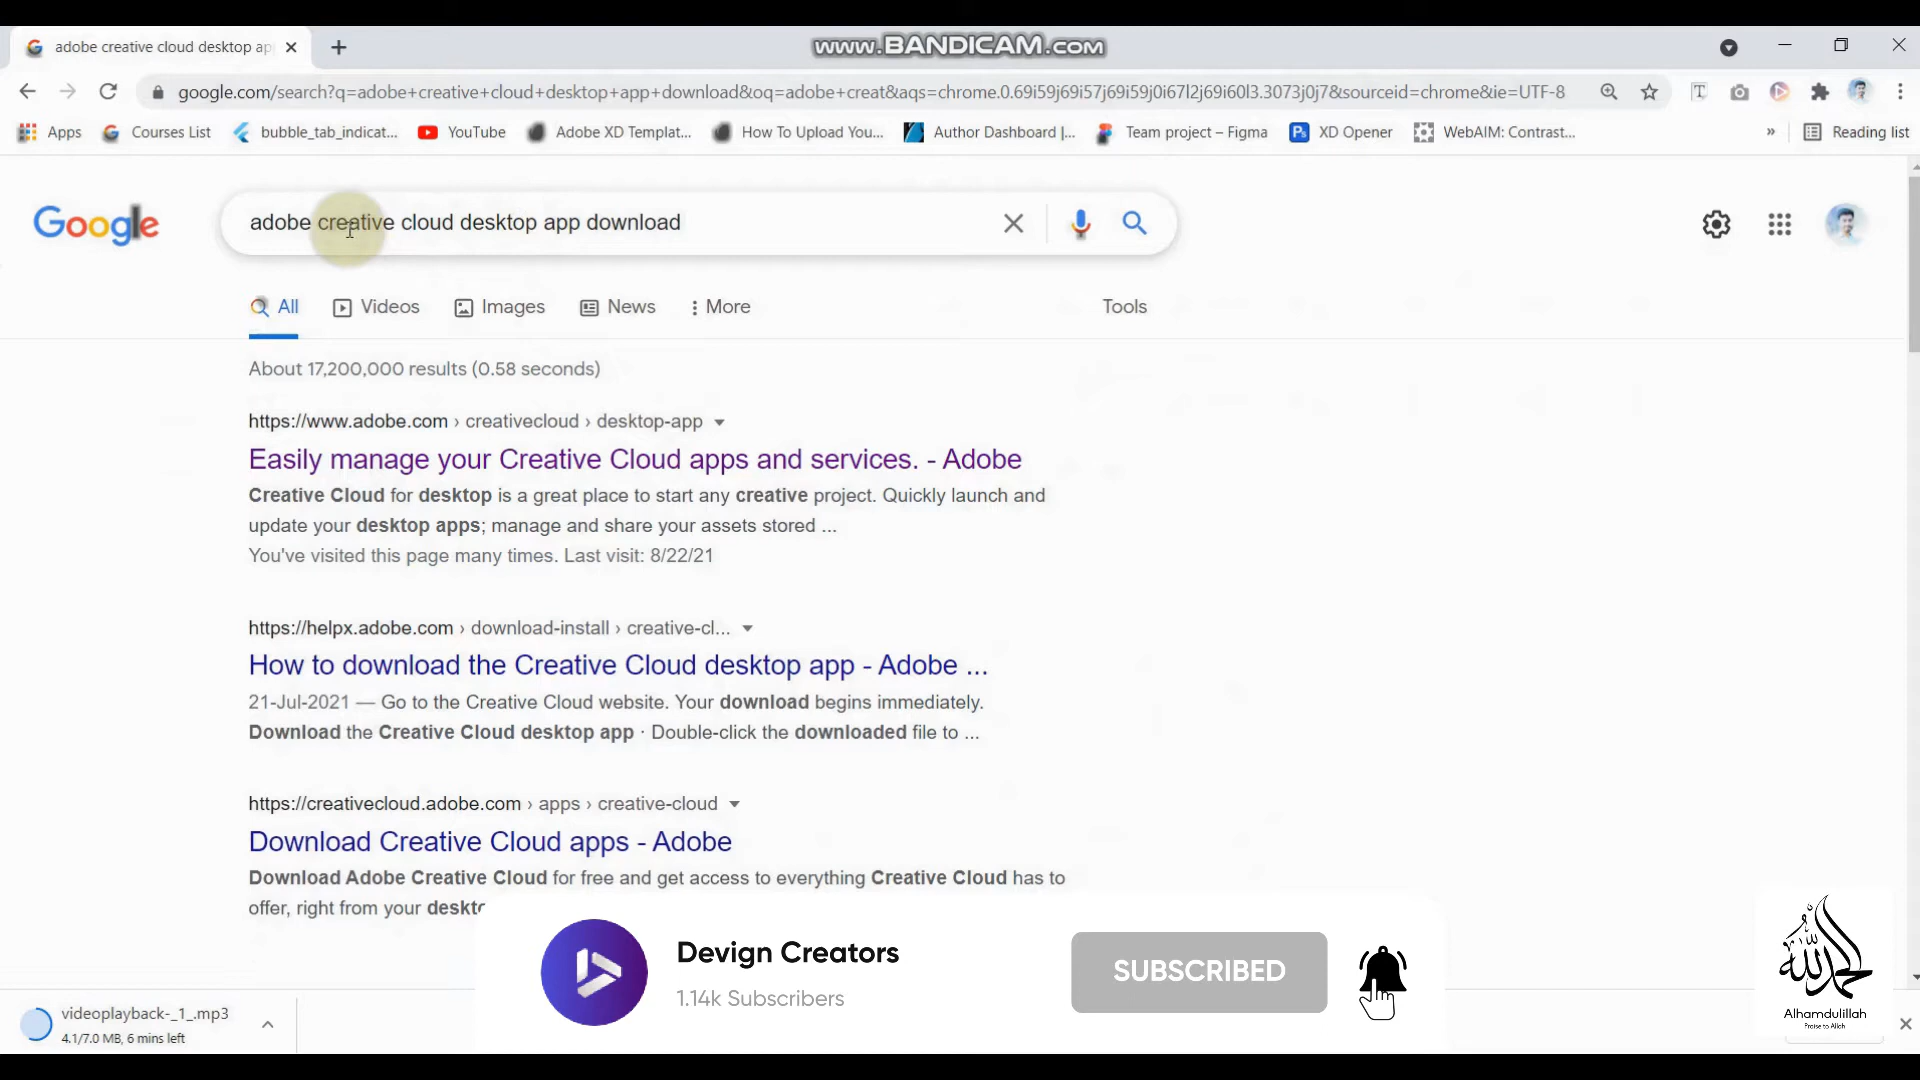 adobe creative cloud desktop ap
www.BANDICAM.com
google.com/search?q=adobe+creative+cloud+desktop+app+download&oq=adobe+creat&aqs=chrome.0.69i59j69i57j69i59j0i67l2j69i60l3.3073j0j7&sourceid=chrome&ie=UTF-8
Apps Courses List bubble_tab_indicat... YouTube Adobe XD Templat... How To Upload You... Author Dashboard |... Team project – Figma XD Opener WebAIM: Contrast... » Reading list
Google
adobe creative cloud desktop app download
All Videos Images News More Tools
About 17,200,000 results (0.58 seconds)
https://www.adobe.com › creativecloud › desktop-app
Easily manage your Creative Cloud apps and services. - Adobe
Creative Cloud for desktop is a great place to start any creative project. Quickly launch and
update your desktop apps; manage and share your assets stored ...
You've visited this page many times. Last visit: 8/22/21
https://helpx.adobe.com › download-install › creative-cl...
How to download the Creative Cloud desktop app - Adobe ...
21-Jul-2021 — Go to the Creative Cloud website. Your download begins immediately.
Download the Creative Cloud desktop app · Double-click the downloaded file to ...
https://creativecloud.adobe.com › apps › creative-cloud
Download Creative Cloud apps - Adobe
Download Adobe Creative Cloud for free and get access to everything Creative Cloud has to
offer, right from your deskto
Devign Creators
1.14k Subscribers
SUBSCRIBED
الحمد لله
Alhamdulillah
Praise to Allah
videoplayback-_1_.mp3
4.1/7.0 MB, 6 mins left